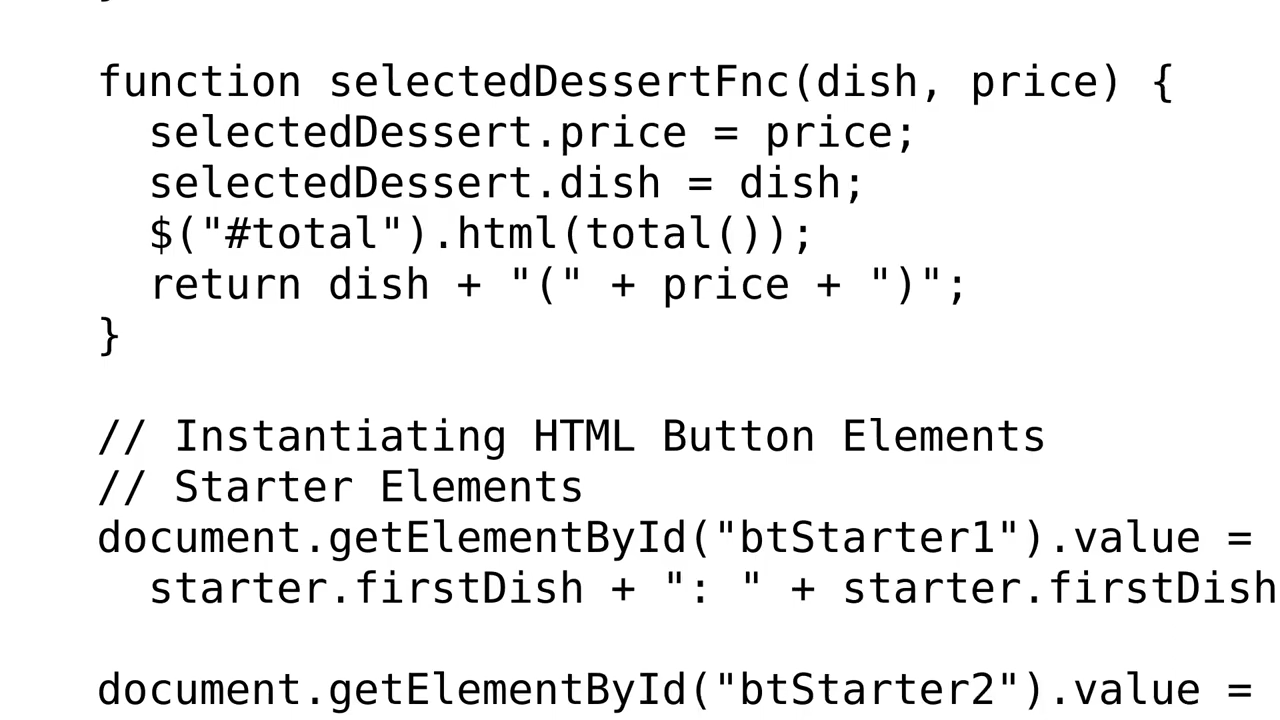 function selectedDessertFnc(dish, price) {
  selectedDessert.price = price;
  selectedDessert.dish = dish;
  $("#total").html(total());
  return dish + "(" + price + ")";
}

// Instantiating HTML Button Elements
// Starter Elements
document.getElementById("btStarter1").value =
  starter.firstDish + ": " + starter.firstDish

document.getElementById("btStarter2").value =